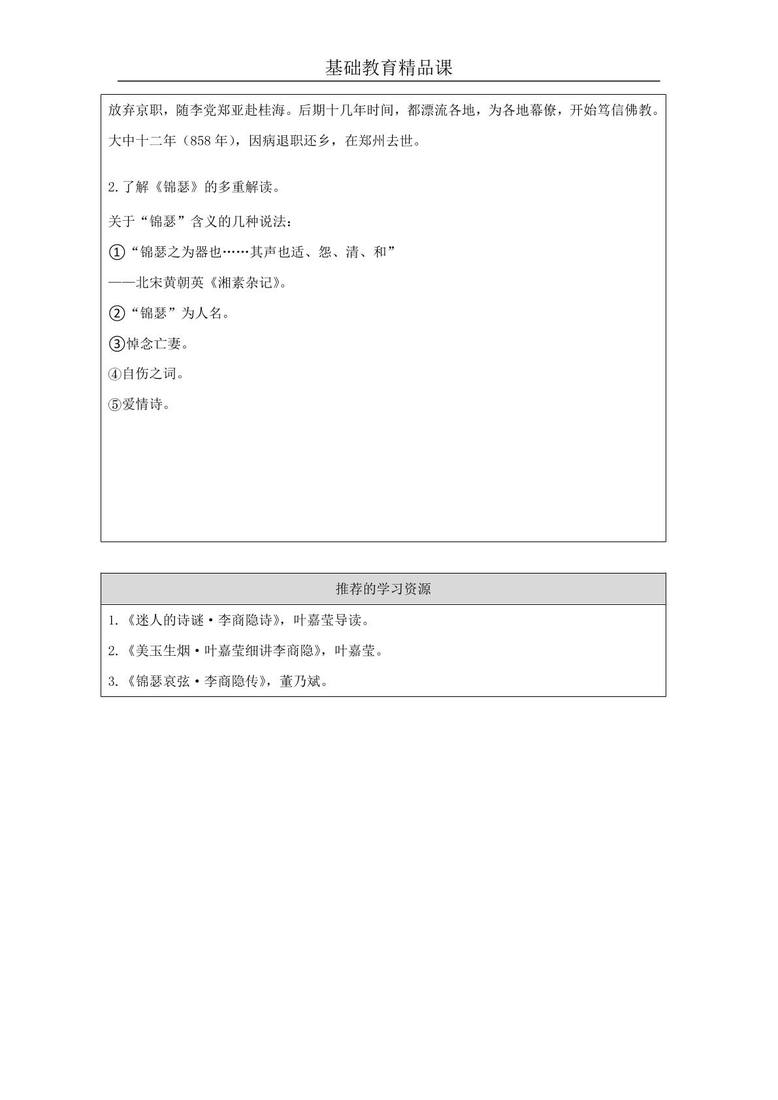 基础教育精品课
放弃京职，随李党郑亚赴桂海。后期十几年时间，都漂流各地，为各地幕僚，开始笃信佛教。
大中十二年（858 年），因病退职还乡，在郑州去世。
2.了解《锦瑟》的多重解读。
关于“锦瑟”含义的几种说法：
①“锦瑟之为器也……其声也适、怨、清、和”
——北宋黄朝英《湘素杂记》。
②“锦瑟”为人名。
③悼念亡妻。
④自伤之词。
⑤爱情诗。
推荐的学习资源
1.《迷人的诗谜·李商隐诗》，叶嘉莹导读。
2.《美玉生烟·叶嘉莹细讲李商隐》，叶嘉莹。
3.《锦瑟哀弦·李商隐传》，董乃斌。